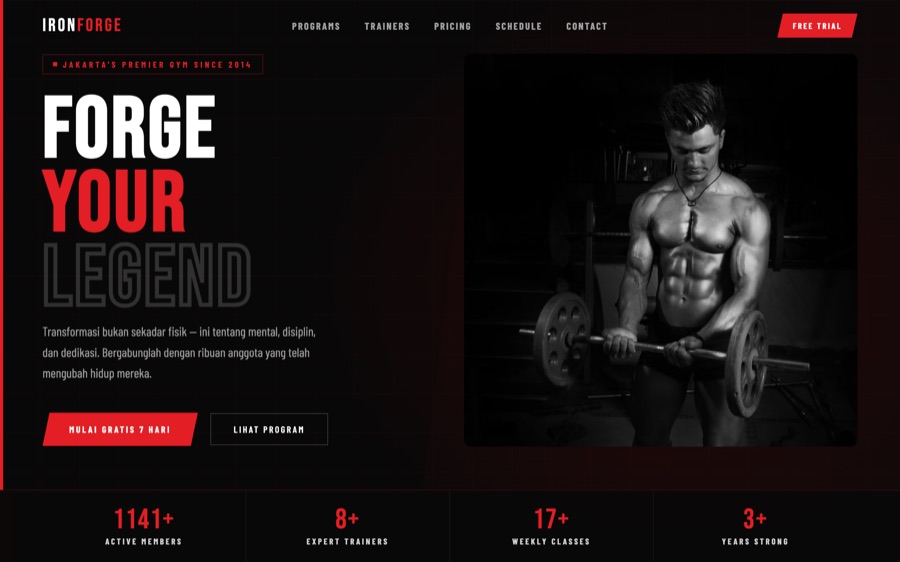 IRONFORGE
PROGRAMS TRAINERS PRICING SCHEDULE CONTACT
FREE TRIAL
JAKARTA'S PREMIER GYM SINCE 2014
FORGE
YOUR
LEGEND
Transformasi bukan sekadar fisik — ini tentang mental, disiplin,
dan dedikasi. Bergabunglah dengan ribuan anggota yang telah
mengubah hidup mereka.
MULAI GRATIS 7 HARI
LIHAT PROGRAM
1141+
ACTIVE MEMBERS
8+
EXPERT TRAINERS
17+
WEEKLY CLASSES
3+
YEARS STRONG